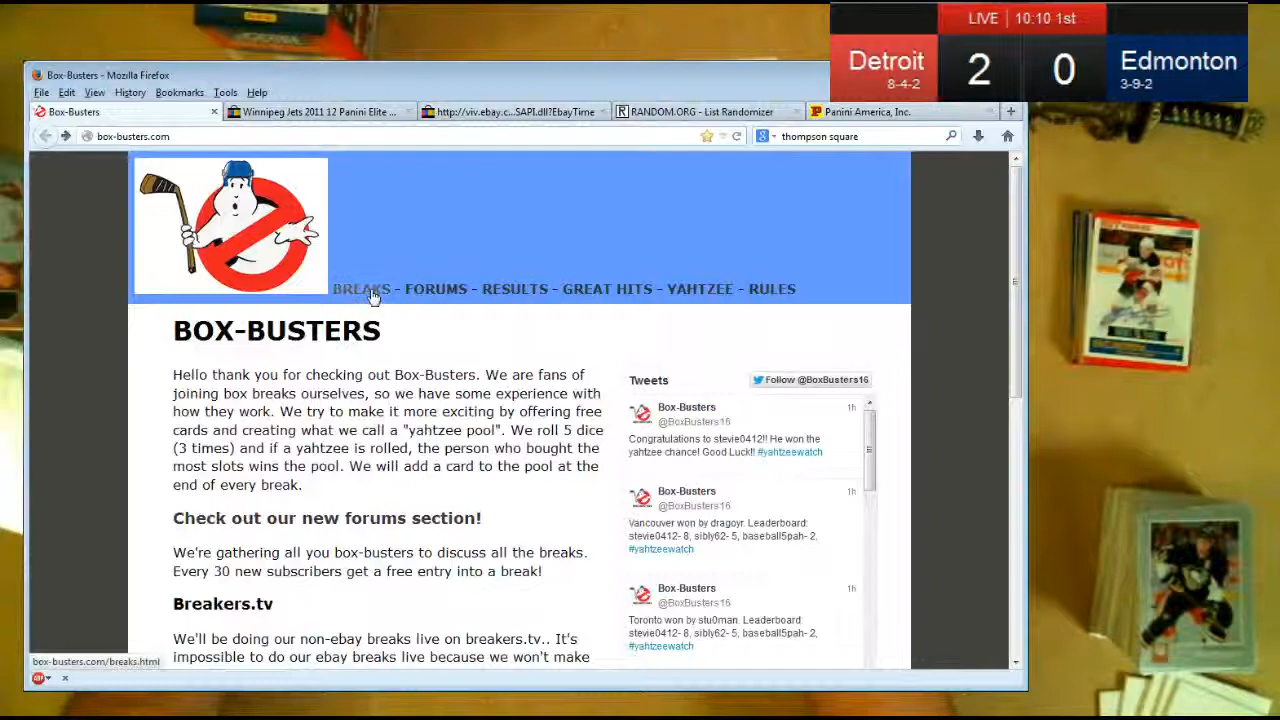 LIVE | 10:10 1st
Detroit 2 0 Edmonton
8-4-2 3-9-2
Box-Busters - Mozilla Firefox
File Edit View History Bookmarks Tools Help
Box-Busters
Winnipeg Jets 2011 12 Panini Elite ...
http://viv.ebay.c...SAPI.dll?EbayTime
RANDOM.ORG - List Randomizer
Panini America, Inc.
box-busters.com
thompson square
BREAKS - FORUMS - RESULTS - GREAT HITS - YAHTZEE - RULES
BOX-BUSTERS
Hello thank you for checking out Box-Busters. We are fans of
joining box breaks ourselves, so we have some experience with
how they work. We try to make it more exciting by offering free
cards and creating what we call a "yahtzee pool". We roll 5 dice
(3 times) and if a yahtzee is rolled, the person who bought the
most slots wins the pool. We will add a card to the pool at the
end of every break.
Check out our new forums section!
We're gathering all you box-busters to discuss all the breaks.
Every 30 new subscribers get a free entry into a break!
Breakers.tv
We'll be doing our non-ebay breaks live on breakers.tv.. It's
impossible to do our ebay breaks live because we won't make
Tweets
Follow @BoxBusters16
Box-Busters 1h
@BoxBusters16
Congratulations to stevie0412!! He won the
yahtzee chance! Good Luck!! #yahtzeewatch
Box-Busters 1h
@BoxBusters16
Vancouver won by dragoyr. Leaderboard:
stevie0412- 8, sibly62- 5, baseball5pah- 2,
#yahtzeewatch
Box-Busters 1h
@BoxBusters16
Toronto won by stu0man. Leaderboard
stevie0412- 8, sibly62- 5, baseball5pah- 2,
#yahtzeewatch
box-busters.com/breaks.html
ABP